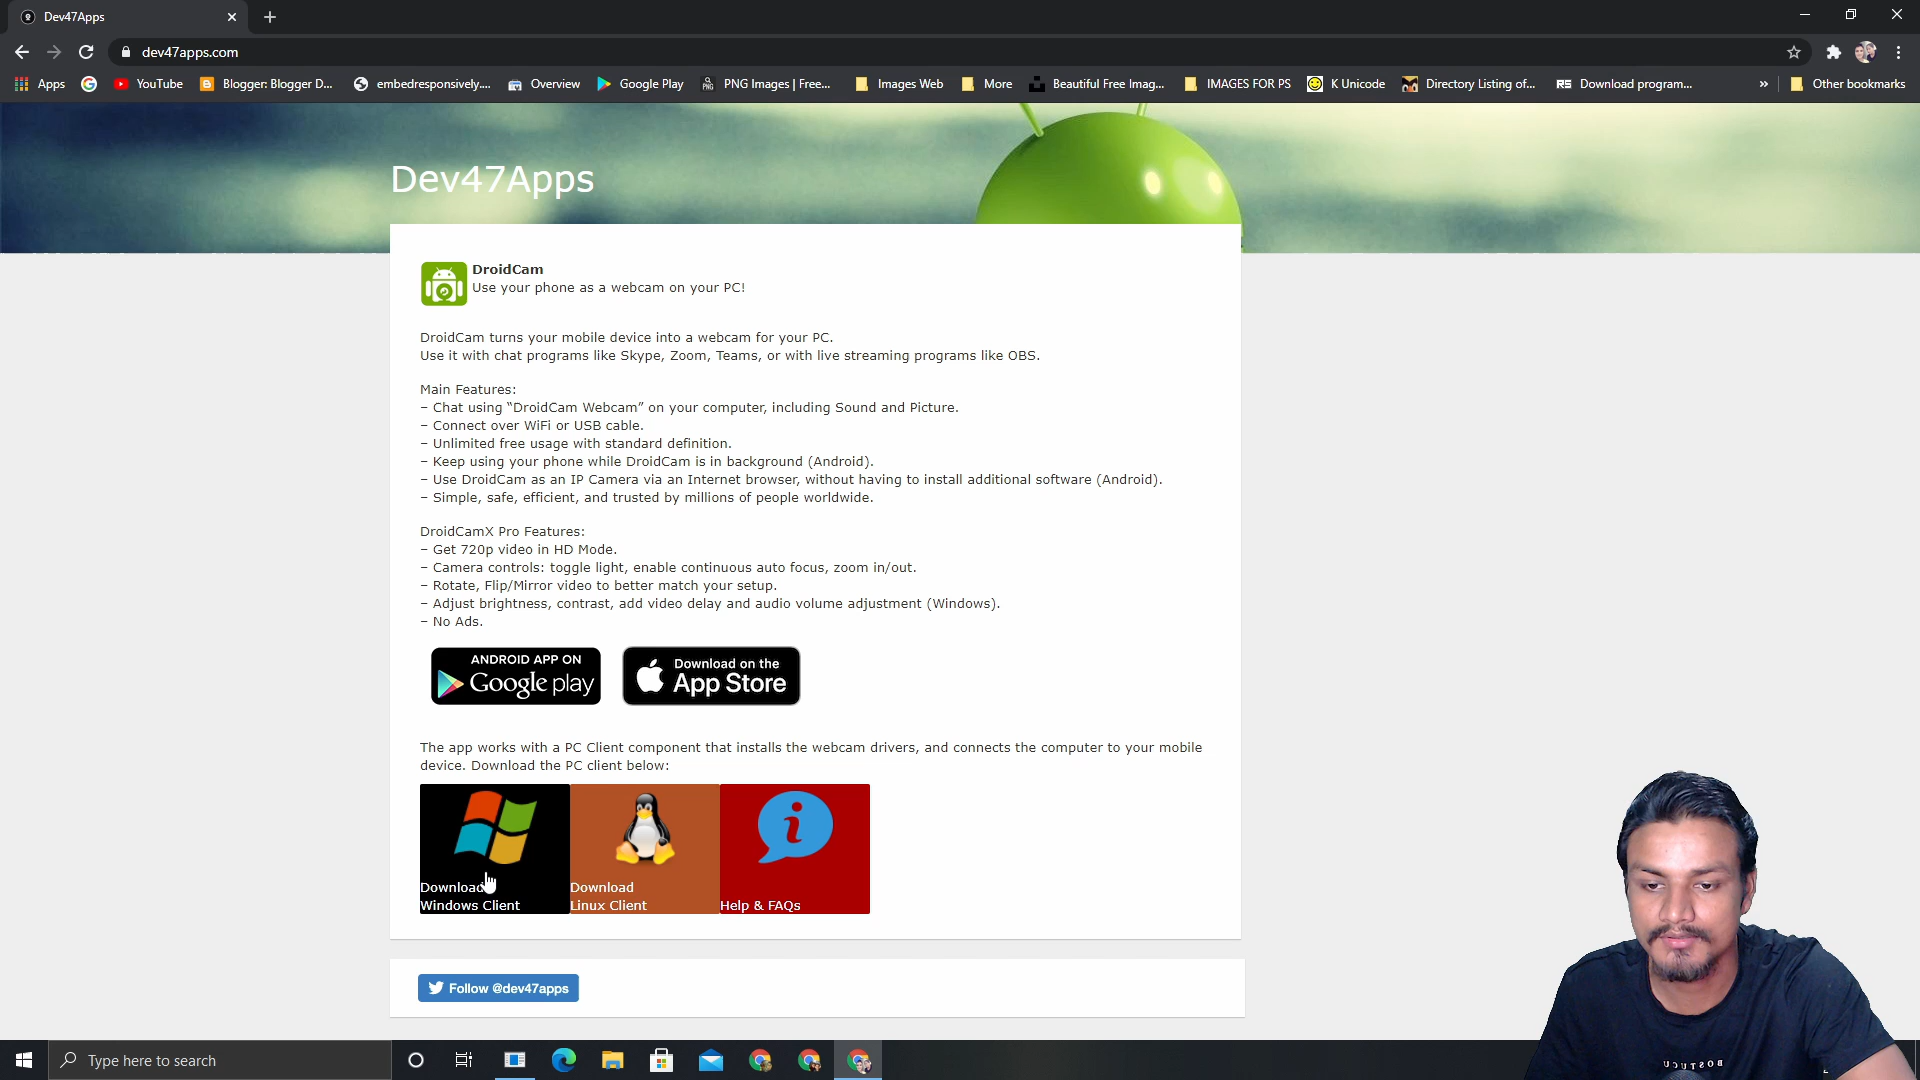 Dev47Apps
dev47apps.com
Apps
YouTube
Blogger: Blogger D...
embedresponsively....
Overview
Google Play
PNG Images | Free...
Images Web
More
Beautiful Free Imag...
IMAGES FOR PS
K Unicode
Directory Listing of...
Download program...
»
Other bookmarks
Dev47Apps
DroidCam
Use your phone as a webcam on your PC!
DroidCam turns your mobile device into a webcam for your PC.
Use it with chat programs like Skype, Zoom, Teams, or with live streaming programs like OBS.
Main Features:
– Chat using “DroidCam Webcam” on your computer, including Sound and Picture.
– Connect over WiFi or USB cable.
– Unlimited free usage with standard definition.
– Keep using your phone while DroidCam is in background (Android).
– Use DroidCam as an IP Camera via an Internet browser, without having to install additional software (Android).
– Simple, safe, efficient, and trusted by millions of people worldwide.
DroidCamX Pro Features:
– Get 720p video in HD Mode.
– Camera controls: toggle light, enable continuous auto focus, zoom in/out.
– Rotate, Flip/Mirror video to better match your setup.
– Adjust brightness, contrast, add video delay and audio volume adjustment (Windows).
– No Ads.
ANDROID APP ON
Google play
Download on the
App Store
The app works with a PC Client component that installs the webcam drivers, and connects the computer to your mobile
device. Download the PC client below:
Download
Windows Client
Download
Linux Client
Help & FAQs
Follow @dev47apps
Type here to search